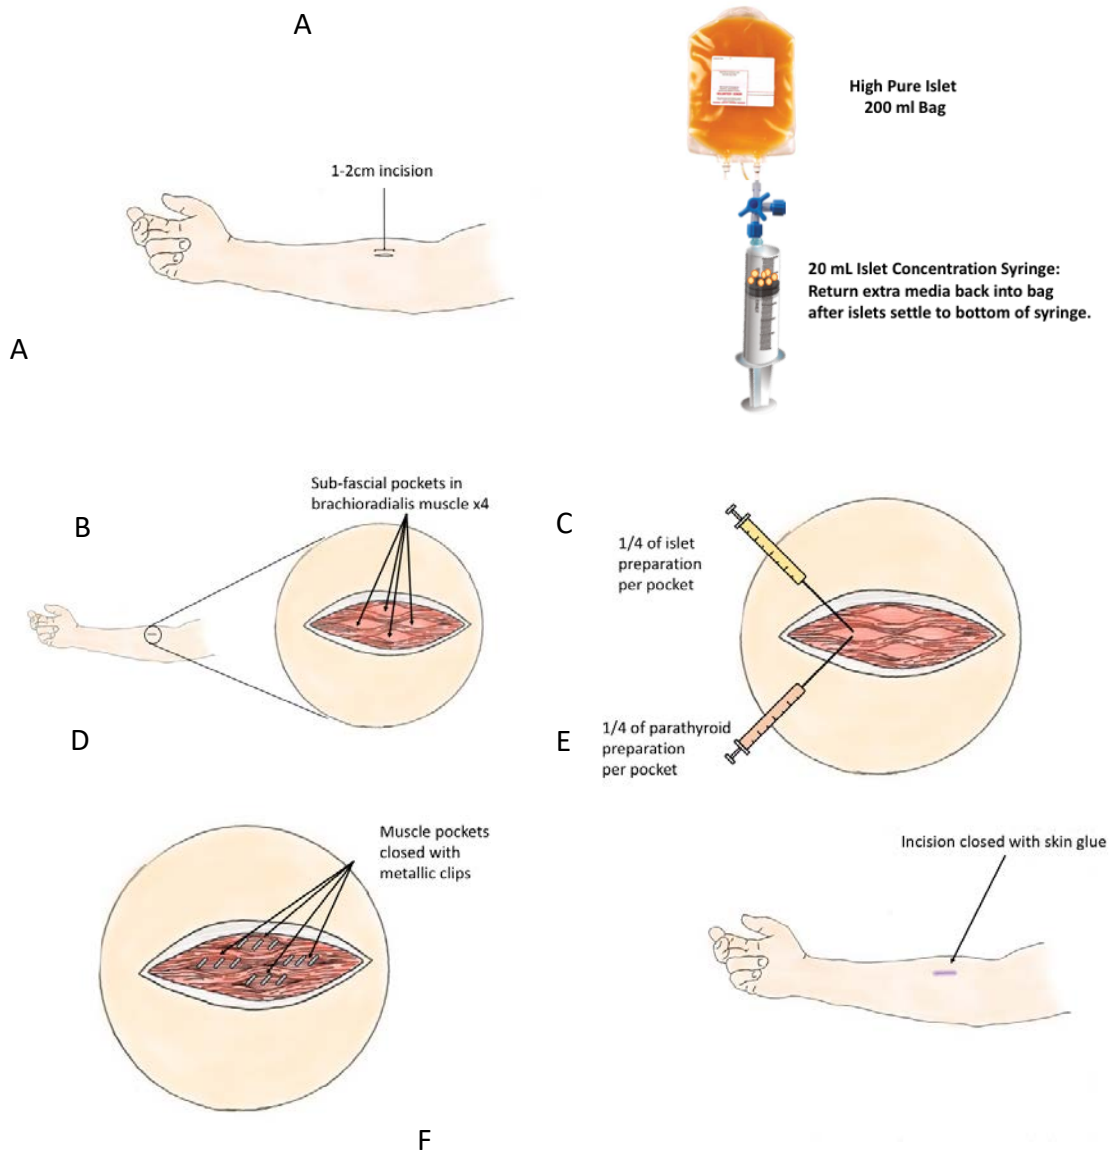 A
High Pure Islet
200 ml Bag
1-2cm incision
20 mL Islet Concentration Syringe:
Return extra media back into bag
after islets settle to bottom of syringe.
A
Sub-fascial pockets in
brachioradialis muscle x4
B
C
1/4 of islet
preparation
per pocket
D
E
1/4 of parathyroid
preparation
per pocket
Muscle pockets
closed with
metallic clips
Incision closed with skin glue
F